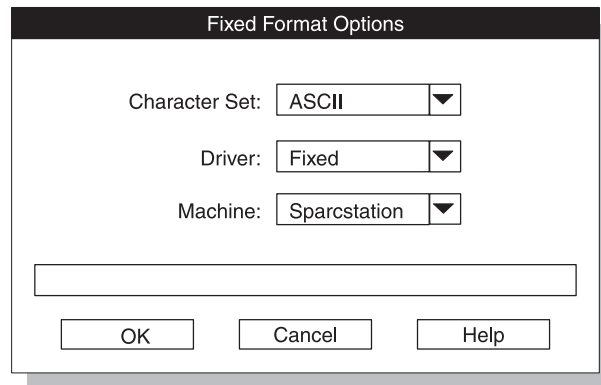 Fixed Format Options
Character Set: ASCII
Driver: Fixed
Machine: Sparcstation
OK Cancel Help